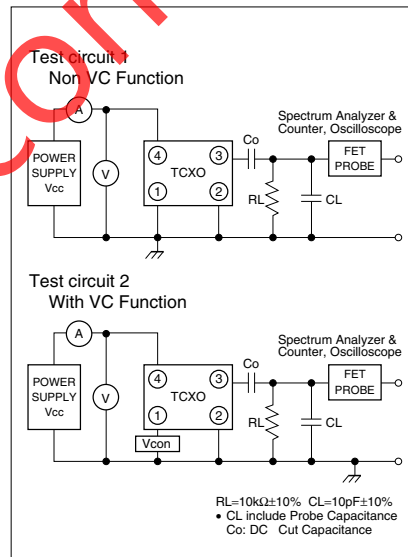 Con
Test circuit 1
Non VC Function
A
Spectrum Analyzer &
Counter, Oscilloscope
POWER
SUPPLY
Vcc
V
4
3
TCXO
1
2
Co
RL
CL
FET
PROBE
Test circuit 2
With VC Function
A
Spectrum Analyzer &
Counter, Oscilloscope
POWER
SUPPLY
Vcc
V
4
3
TCXO
1
2
Vcon
Co
RL
CL
FET
PROBE
RL=10kΩ±10% CL=10pF±10%
• CL include Probe Capacitance
Co: DC Cut Capacitance